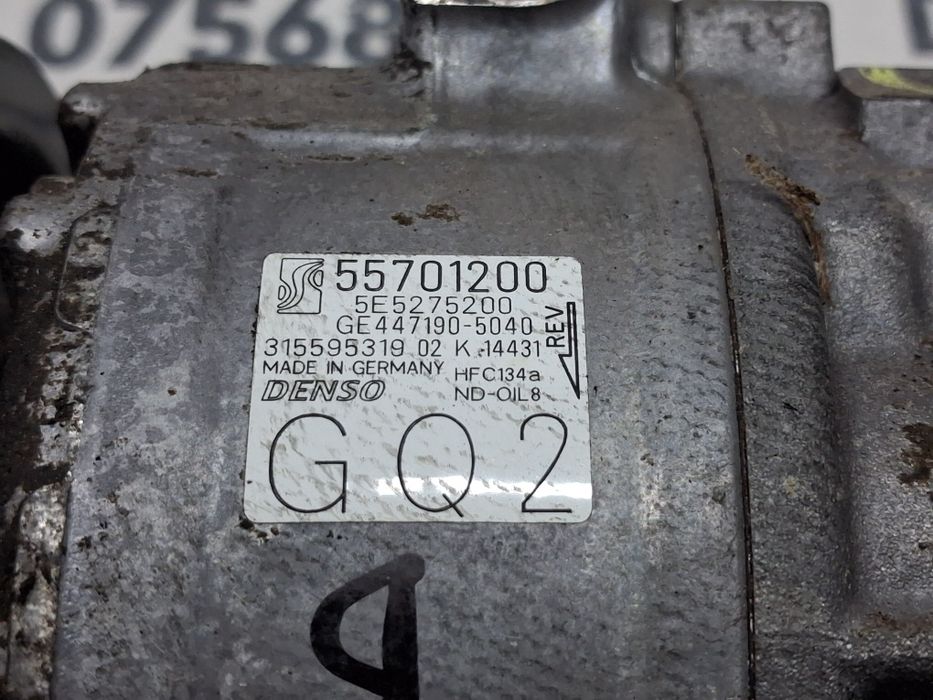 07568
55701200
5E5275200
GE447190-5040
315595319 02 K 14431
REV
MADE IN GERMANY HFC134a
DENSO ND-OIL8
GQ2